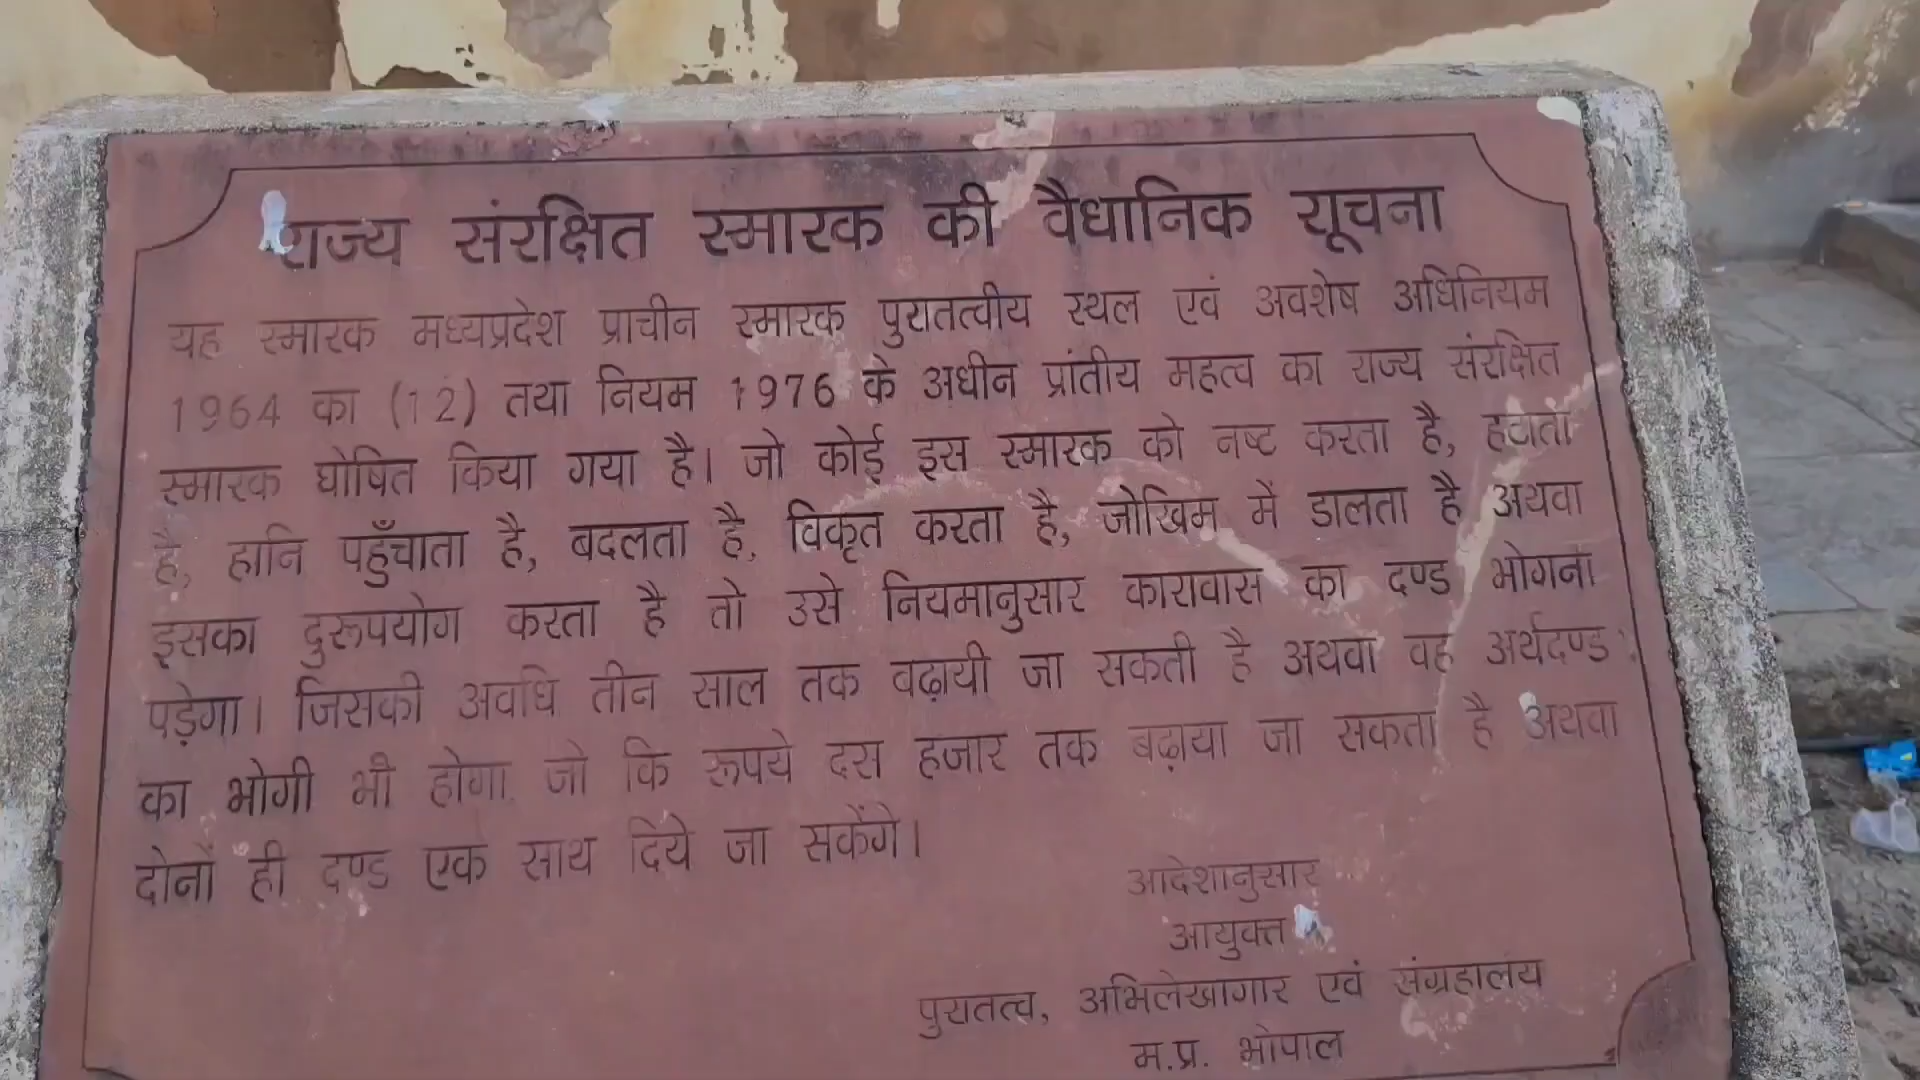 राज्य संरक्षित स्मारक की वैधानिक सूचना
यह स्मारक मध्यप्रदेश प्राचीन स्मारक पुरातत्वीय स्थल एवं अवशेष अधिनियम
1964 का (12) तथा नियम 1976 के अधीन प्रांतीय महत्व का राज्य संरक्षित
स्मारक घोषित किया गया है। जो कोई इस स्मारक को नष्ट करता है, हटाता
है, हानि पहुँचाता है, बदलता है, विकृत करता है, जोखिम में डालता है अथवा
इसका दुरूपयोग करता है तो उसे नियमानुसार कारावास का दण्ड भोगना
पड़ेगा। जिसकी अवधि तीन साल तक बढ़ायी जा सकती है अथवा वह अर्थदण्ड
का भोगी भी होगा जो कि रूपये दस हजार तक बढ़ाया जा सकता है अथवा
दोनों ही दण्ड एक साथ दिये जा सकेंगे।
आदेशानुसार
आयुक्त
पुरातत्व, अभिलेखागार एवं संग्रहालय
म.प्र. भोपाल